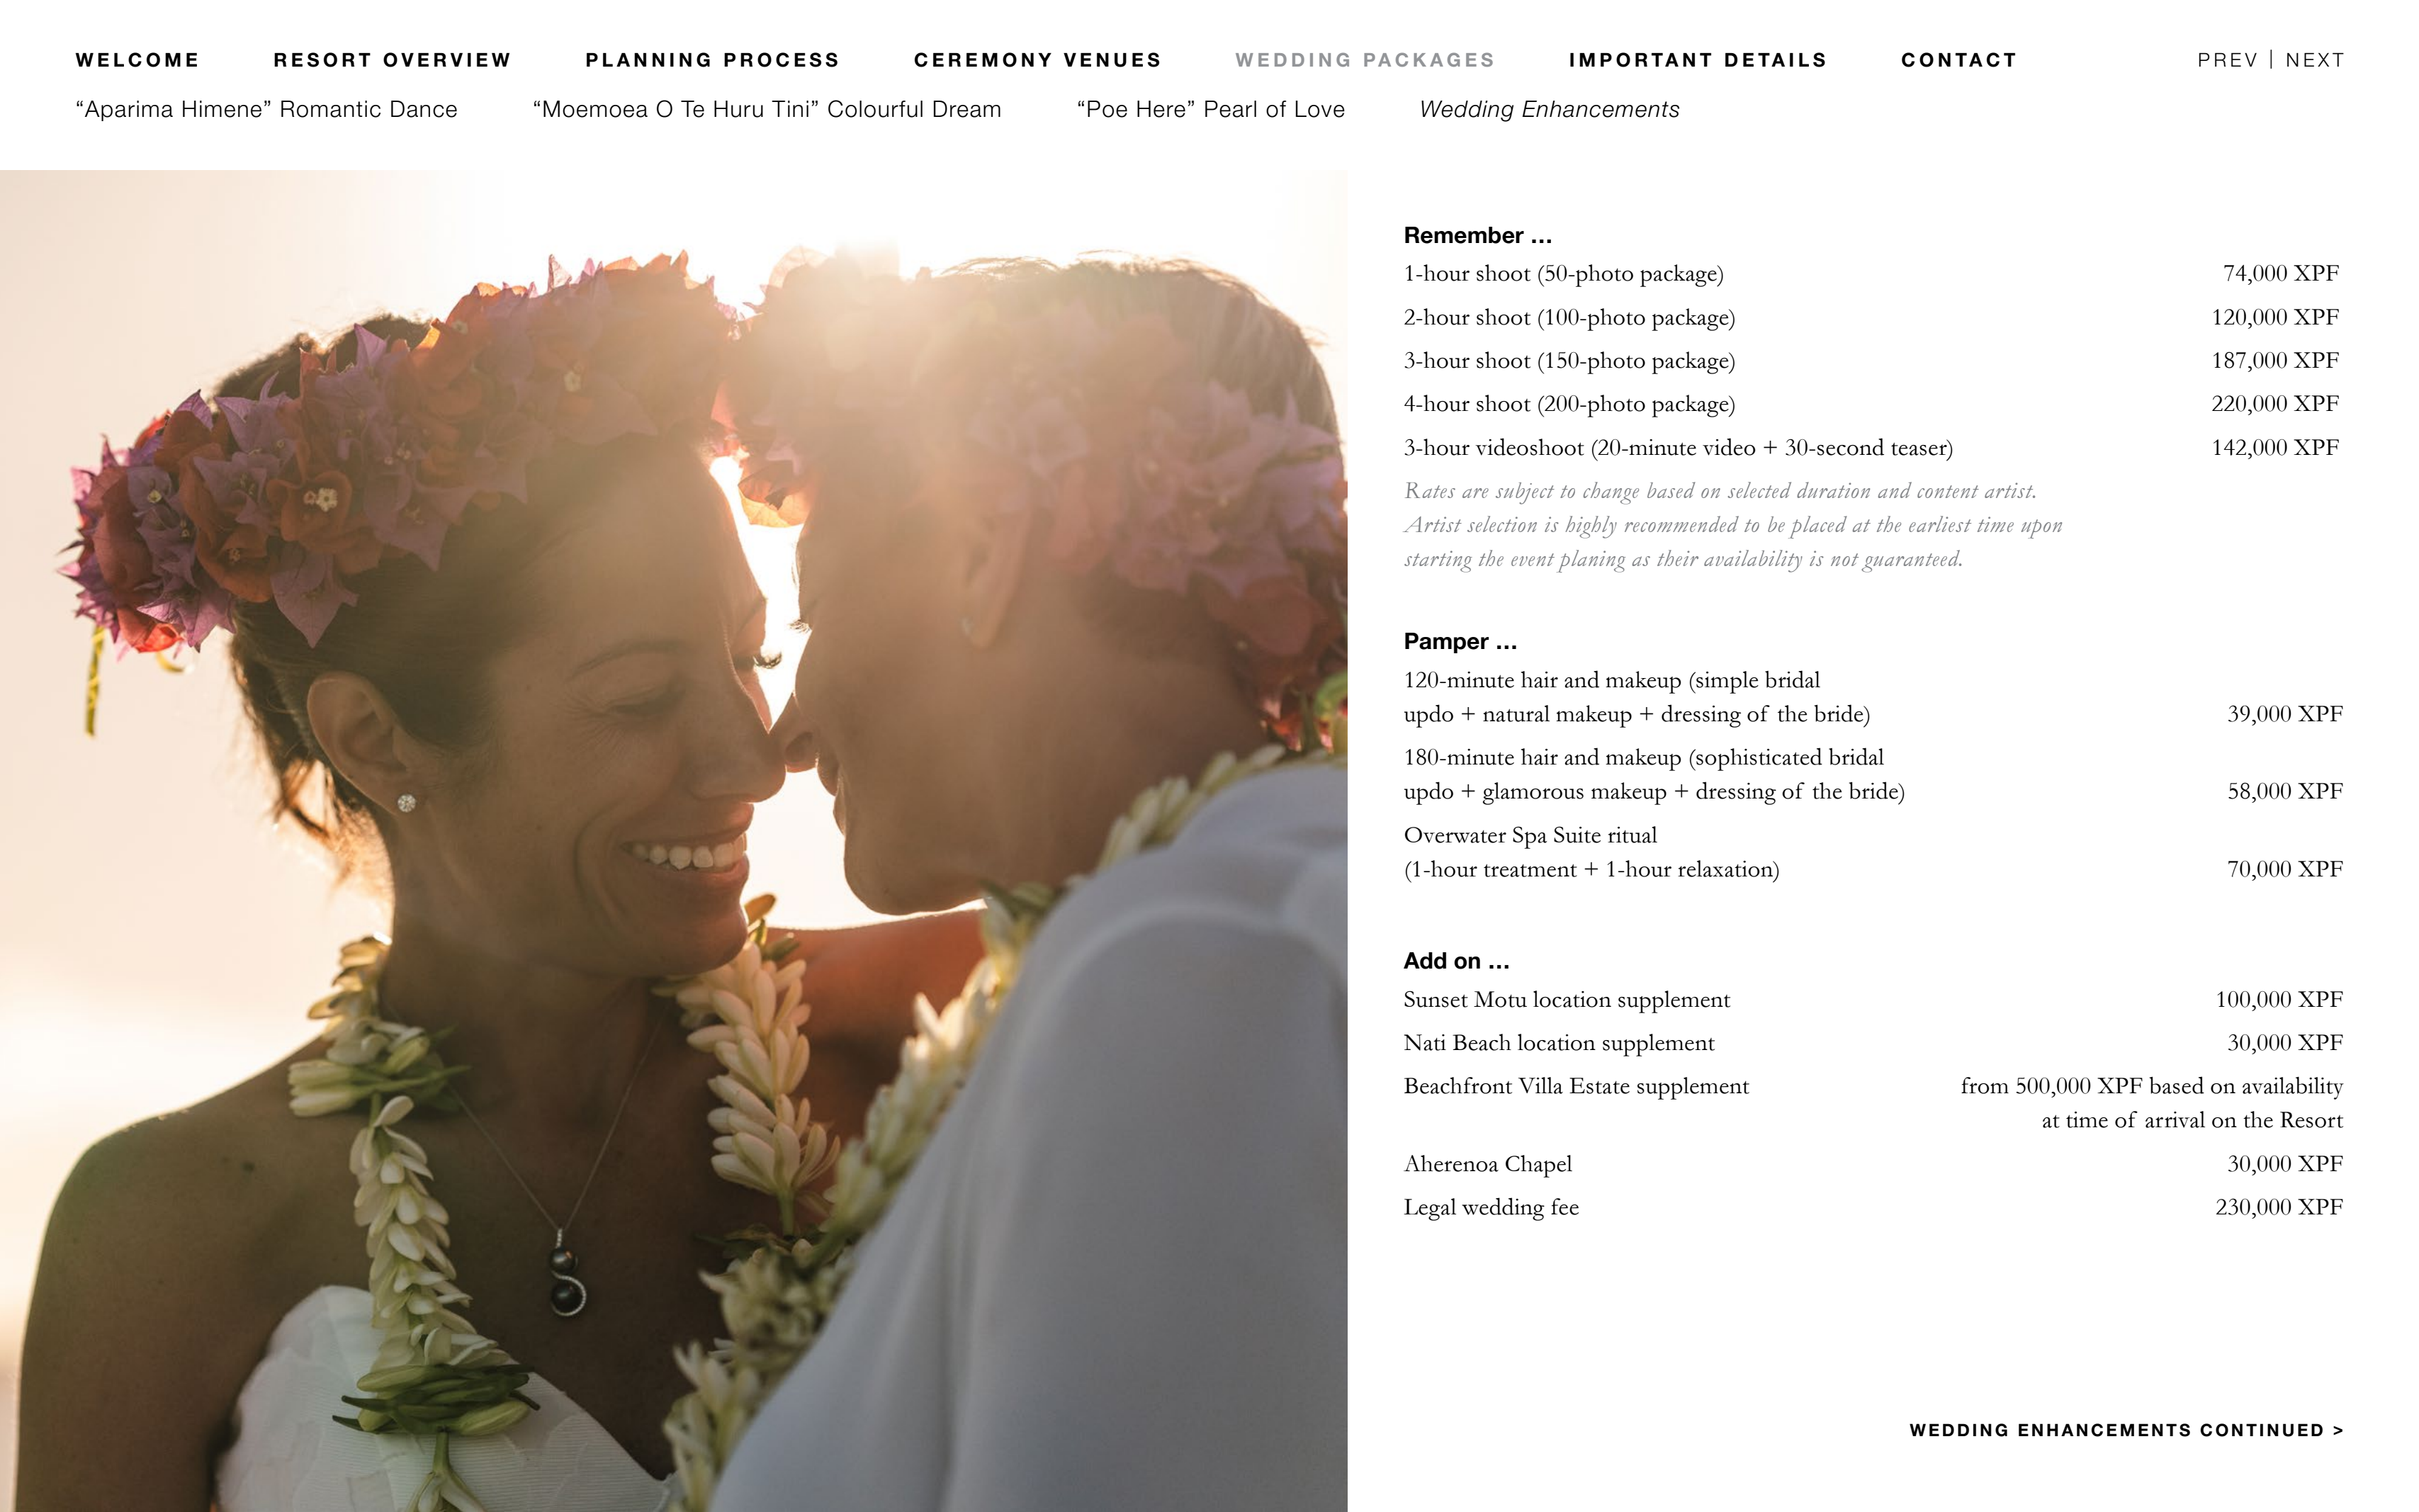 WELCOME RESORT OVERVIEW PLANNING PROCESS CEREMONY VENUES WEDDING PACKAGES IMPORTANT DETAILS CONTACT PREV | NEXT
“Aparima Himene” Romantic Dance “Moemoea O Te Huru Tini” Colourful Dream “Poe Here” Pearl of Love Wedding Enhancements
Remember ...
1-hour shoot (50-photo package) 74,000 XPF
2-hour shoot (100-photo package) 120,000 XPF
3-hour shoot (150-photo package) 187,000 XPF
4-hour shoot (200-photo package) 220,000 XPF
3-hour videoshoot (20-minute video + 30-second teaser) 142,000 XPF
Rates are subject to change based on selected duration and content artist.
Artist selection is highly recommended to be placed at the earliest time upon
starting the event planing as their availability is not guaranteed.
Pamper ...
120-minute hair and makeup (simple bridal
updo + natural makeup + dressing of the bride) 39,000 XPF
180-minute hair and makeup (sophisticated bridal
updo + glamorous makeup + dressing of the bride) 58,000 XPF
Overwater Spa Suite ritual
(1-hour treatment + 1-hour relaxation) 70,000 XPF
Add on ...
Sunset Motu location supplement 100,000 XPF
Nati Beach location supplement 30,000 XPF
Beachfront Villa Estate supplement from 500,000 XPF based on availability
at time of arrival on the Resort
Aherenoa Chapel 30,000 XPF
Legal wedding fee 230,000 XPF
WEDDING ENHANCEMENTS CONTINUED >